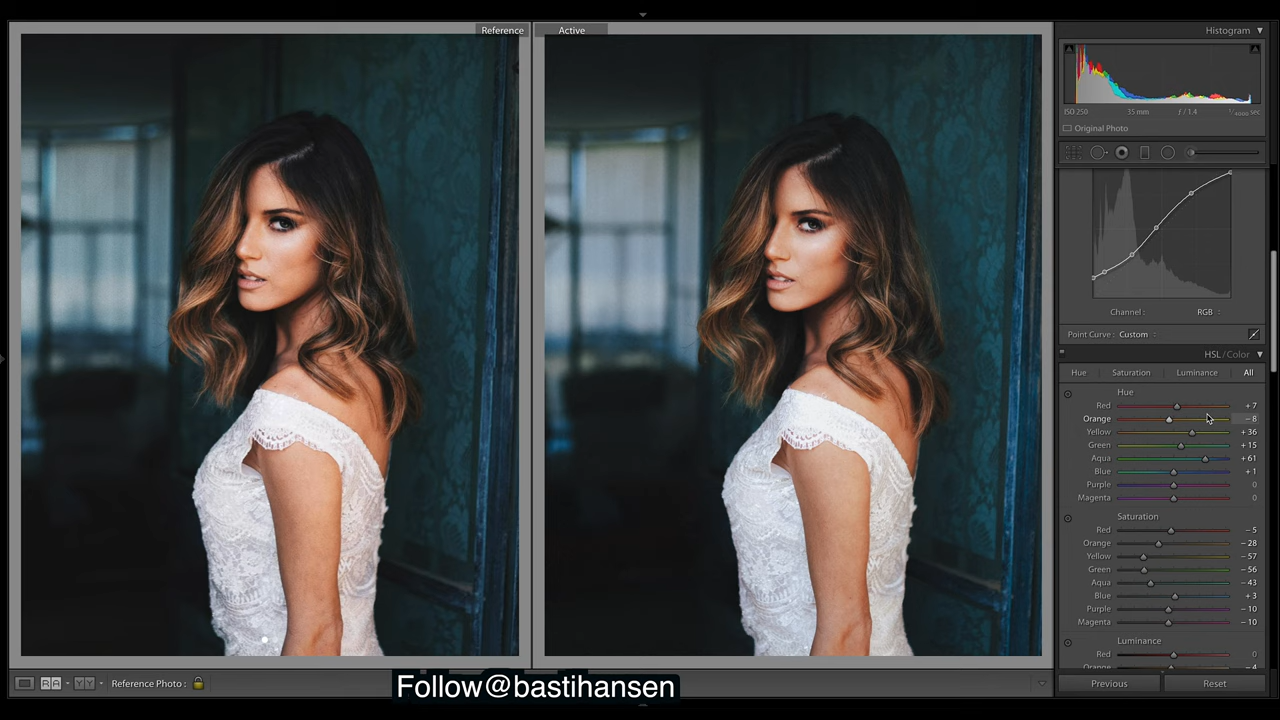 Reference
Active
Histogram
ISO 250 35 mm ƒ / 1.4 sec
Original Photo
Channel : RGB
Point Curve : Custom
HSL / Color
Hue Saturation Luminance All
Hue
Red + 7
Orange – 8
Yellow + 36
Green + 15
Aqua + 61
Blue + 1
Purple 0
Magenta 0
Saturation
Red – 5
Orange – 28
Yellow – 57
Green – 56
Aqua – 43
Blue + 3
Purple – 10
Magenta – 10
Luminance
Red 0
Orange – 4
Previous Reset
R A Y Y Reference Photo :
Follow@bastihansen